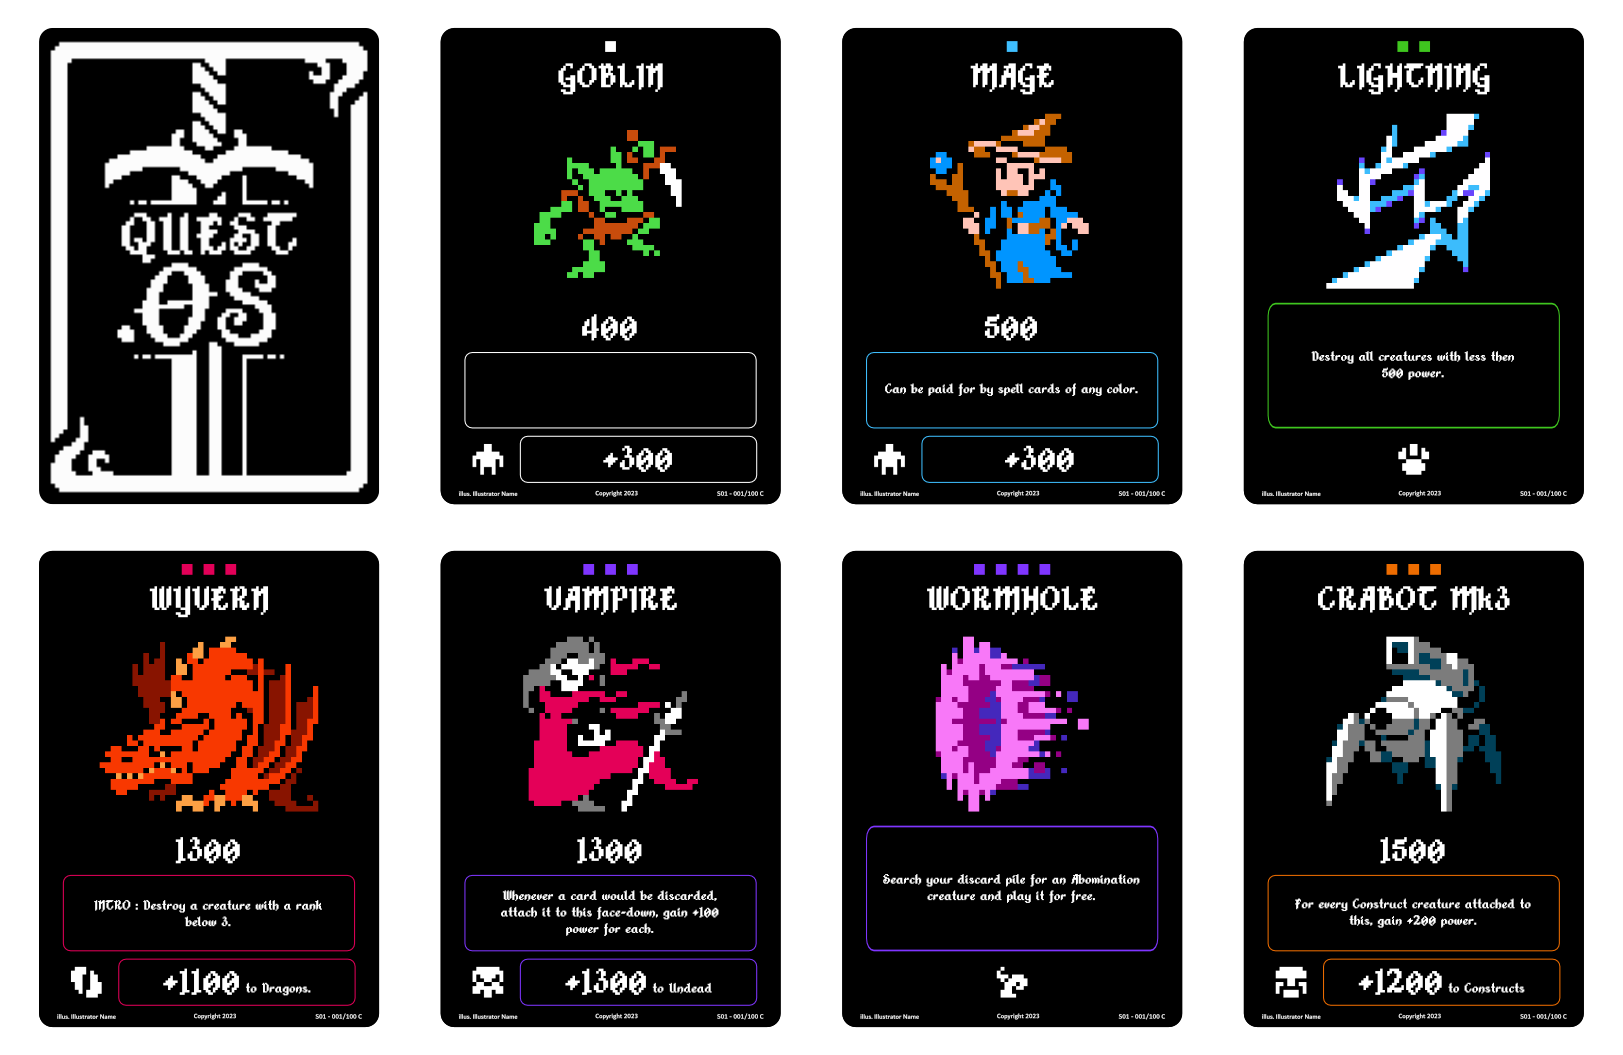 QUEST
.OS
GOBLIN
400
+300
illus. Illustrator Name
Copyright 2023
S01 - 001/100 C
MAGE
500
Can be paid for by spell cards of any color.
+300
illus. Illustrator Name
Copyright 2023
S01 - 001/100 C
LIGHTNING
Destroy all creatures with less then
500 power.
illus. Illustrator Name
Copyright 2023
S01 - 001/100 C
WYVERN
1300
INTRO : Destroy a creature with a rank
below 3.
+1100 to Dragons.
illus. Illustrator Name
Copyright 2023
S01 - 001/100 C
VAMPIRE
1300
Whenever a card would be discarded,
attach it to this face-down, gain +100
power for each.
+1300 to Undead
illus. Illustrator Name
Copyright 2023
S01 - 001/100 C
WORMHOLE
Search your discard pile for an Abomination
creature and play it for free.
illus. Illustrator Name
Copyright 2023
S01 - 001/100 C
CRABOT Mk3
1500
For every Construct creature attached to
this, gain +200 power.
+1200 to Constructs
illus. Illustrator Name
Copyright 2023
S01 - 001/100 C